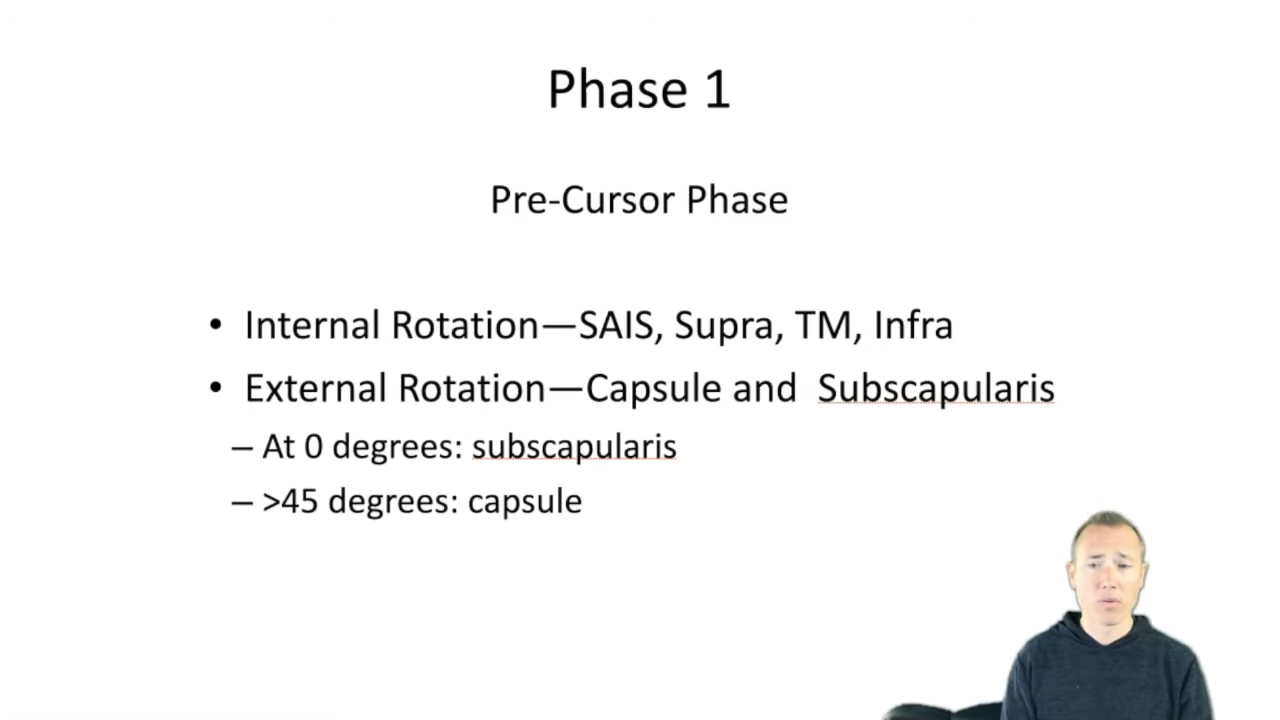 Phase 1
Pre-Cursor Phase
• Internal Rotation—SAIS, Supra, TM, Infra
• External Rotation—Capsule and Subscapularis
– At 0 degrees: subscapularis
– >45 degrees: capsule